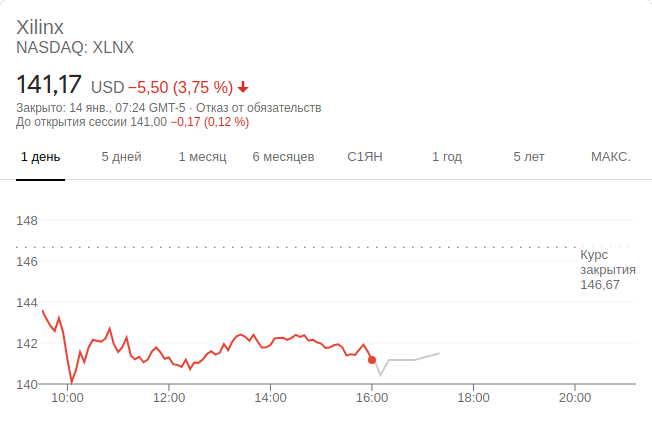 Xilinx
NASDAQ: XLNX
141,17 USD −5,50 (3,75 %)
Закрыто: 14 янв., 07:24 GMT-5 · Отказ от обязательств
До открытия сессии 141,00 −0,17 (0,12 %)
1 день 5 дней 1 месяц 6 месяцев С1ЯН 1 год 5 лет МАКС.
148
146
144
142
140
Курс
закрытия
146,67
10:00 12:00 14:00 16:00 18:00 20:00